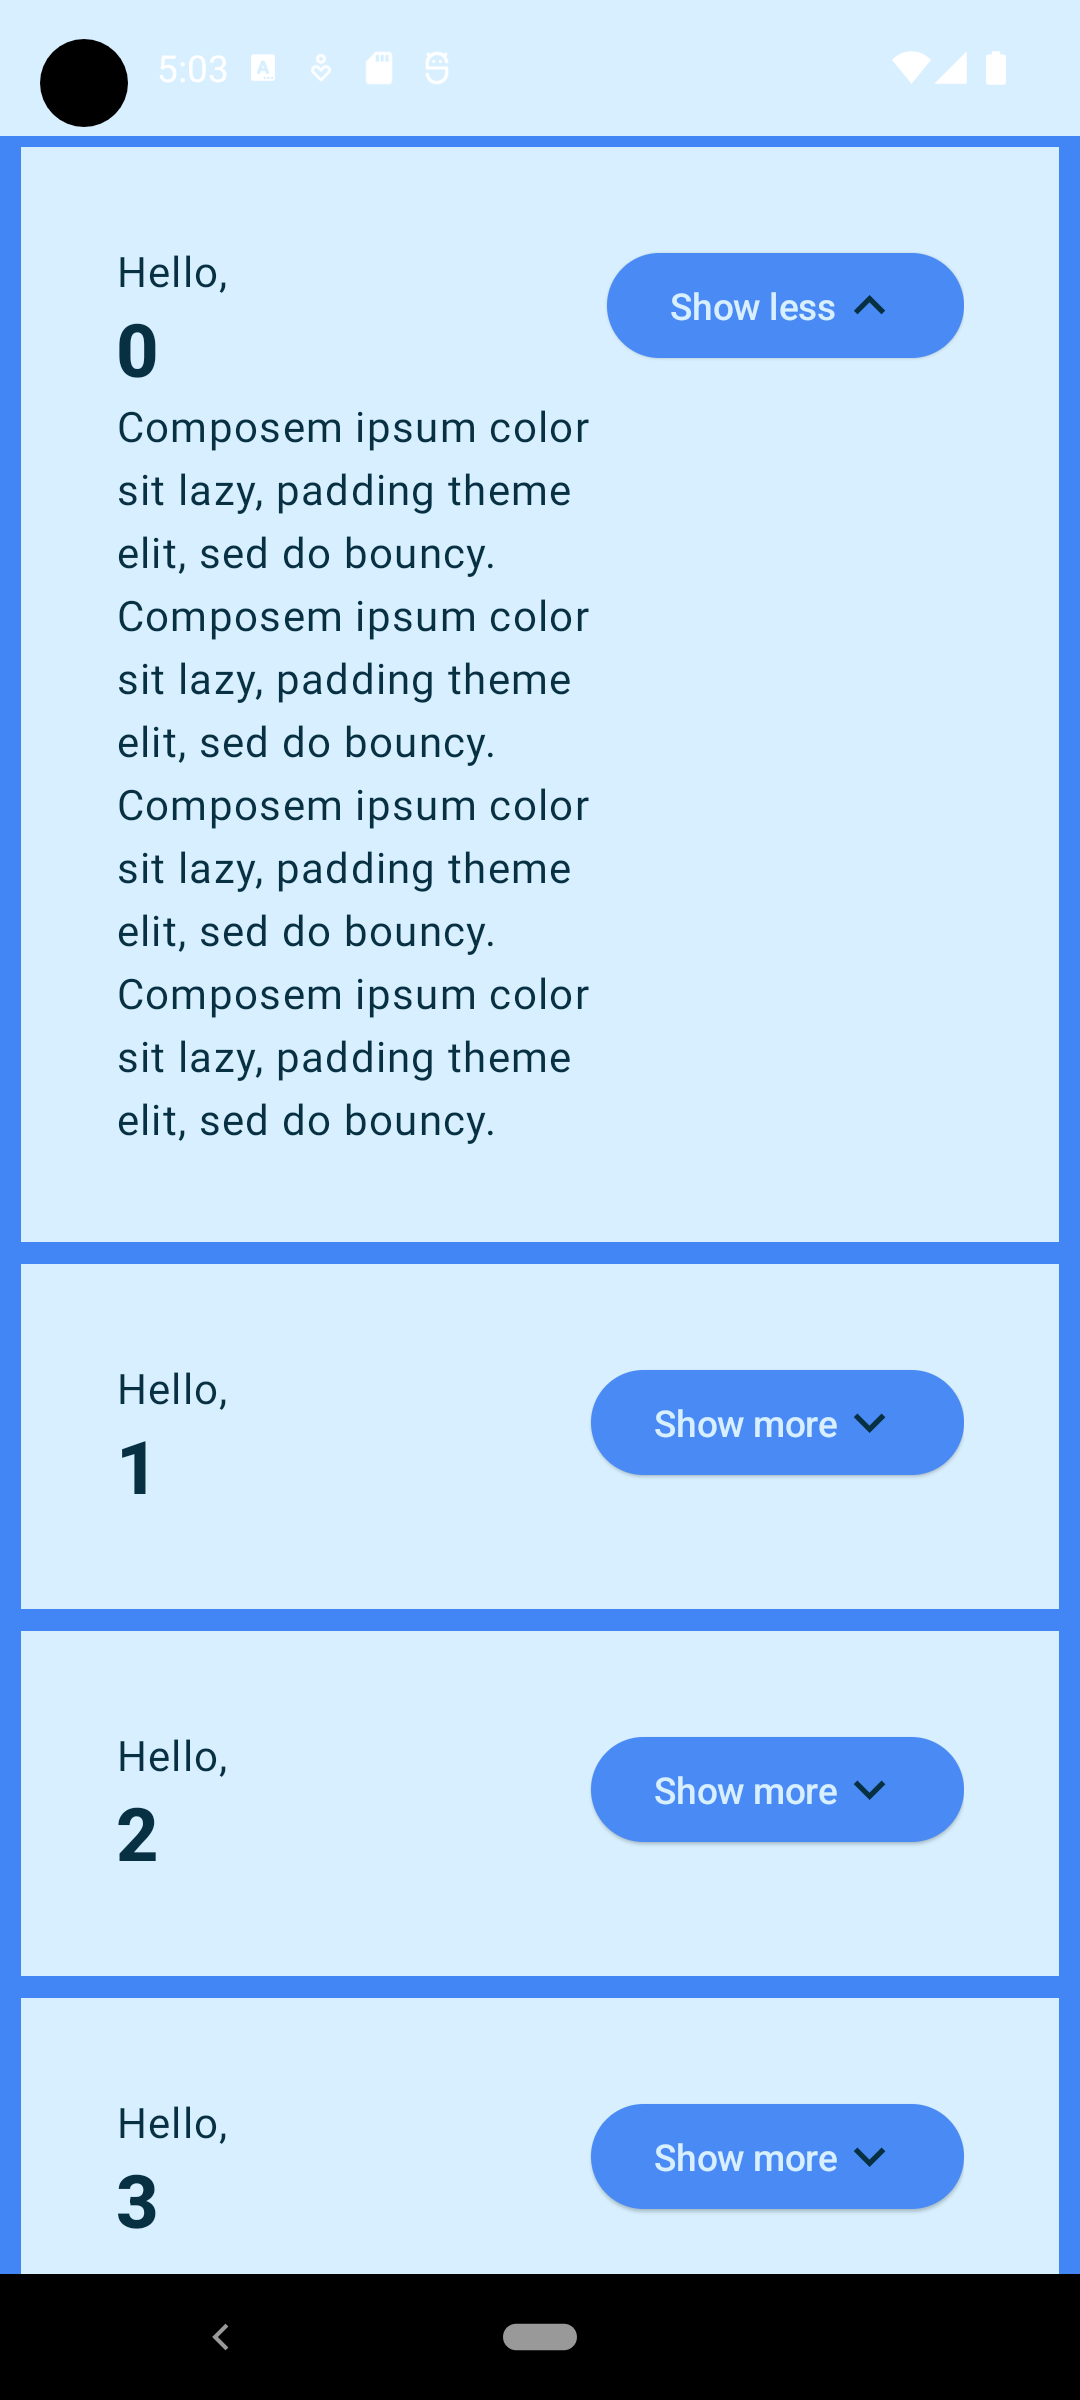 5:03
Hello,
Show less
0
Composem ipsum color
sit lazy, padding theme
elit, sed do bouncy.
Composem ipsum color
sit lazy, padding theme
elit, sed do bouncy.
Composem ipsum color
sit lazy, padding theme
elit, sed do bouncy.
Composem ipsum color
sit lazy, padding theme
elit, sed do bouncy.
Hello,
Show more
1
Hello,
Show more
2
Hello,
Show more
3